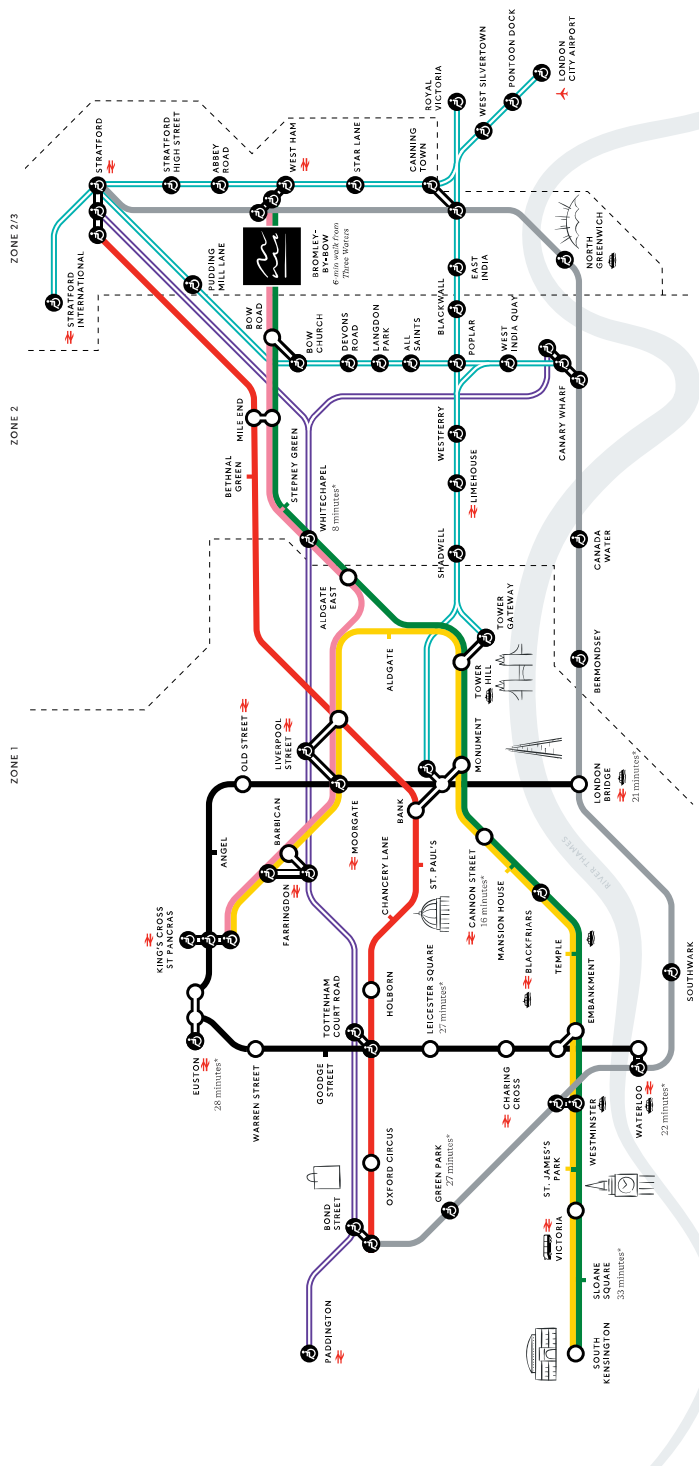 ZONE 1
ZONE 2
ZONE 2/3
STRATFORD
INTERNATIONAL
STRATFORD
STRATFORD
HIGH STREET
ABBEY
ROAD
WEST HAM
STAR LANE
CANNING
TOWN
ROYAL
VICTORIA
WEST SILVERTOWN
PONTOON DOCK
LONDON
CITY AIRPORT
PUDDING
MILL LANE
BOW
ROAD
BROMLEY-
BY-BOW
6 min walk from
Three Waters
BOW
CHURCH
DEVONS
ROAD
LANGDON
PARK
ALL
SAINTS
BLACKWALL
EAST
INDIA
POPLAR
WEST
INDIA QUAY
NORTH
GREENWICH
MILE END
BETHNAL
GREEN
STEPNEY GREEN
WHITECHAPEL
8 minutes*
WESTFERRY
LIMEHOUSE
SHADWELL
CANARY WHARF
CANADA
WATER
ALDGATE
EAST
ALDGATE
TOWER
GATEWAY
TOWER
HILL
BERMONDSEY
OLD STREET
LIVERPOOL
STREET
MONUMENT
BANK
MOORGATE
BARBICAN
ANGEL
FARRINGDON
KING'S CROSS
ST PANCRAS
LONDON
BRIDGE
21 minutes*
CHANCERY LANE
ST. PAUL'S
CANNON STREET
16 minutes*
MANSION HOUSE
BLACKFRIARS
RIVER THAMES
TEMPLE
EMBANKMENT
SOUTHWARK
EUSTON
28 minutes*
WARREN STREET
GOODGE
STREET
TOTTENHAM
COURT ROAD
HOLBORN
LEICESTER SQUARE
27 minutes*
CHARING
CROSS
WATERLOO
22 minutes*
WESTMINSTER
ST. JAMES'S
PARK
OXFORD CIRCUS
GREEN PARK
27 minutes*
BOND
STREET
VICTORIA
SLOANE
SQUARE
33 minutes*
PADDINGTON
SOUTH
KENSINGTON